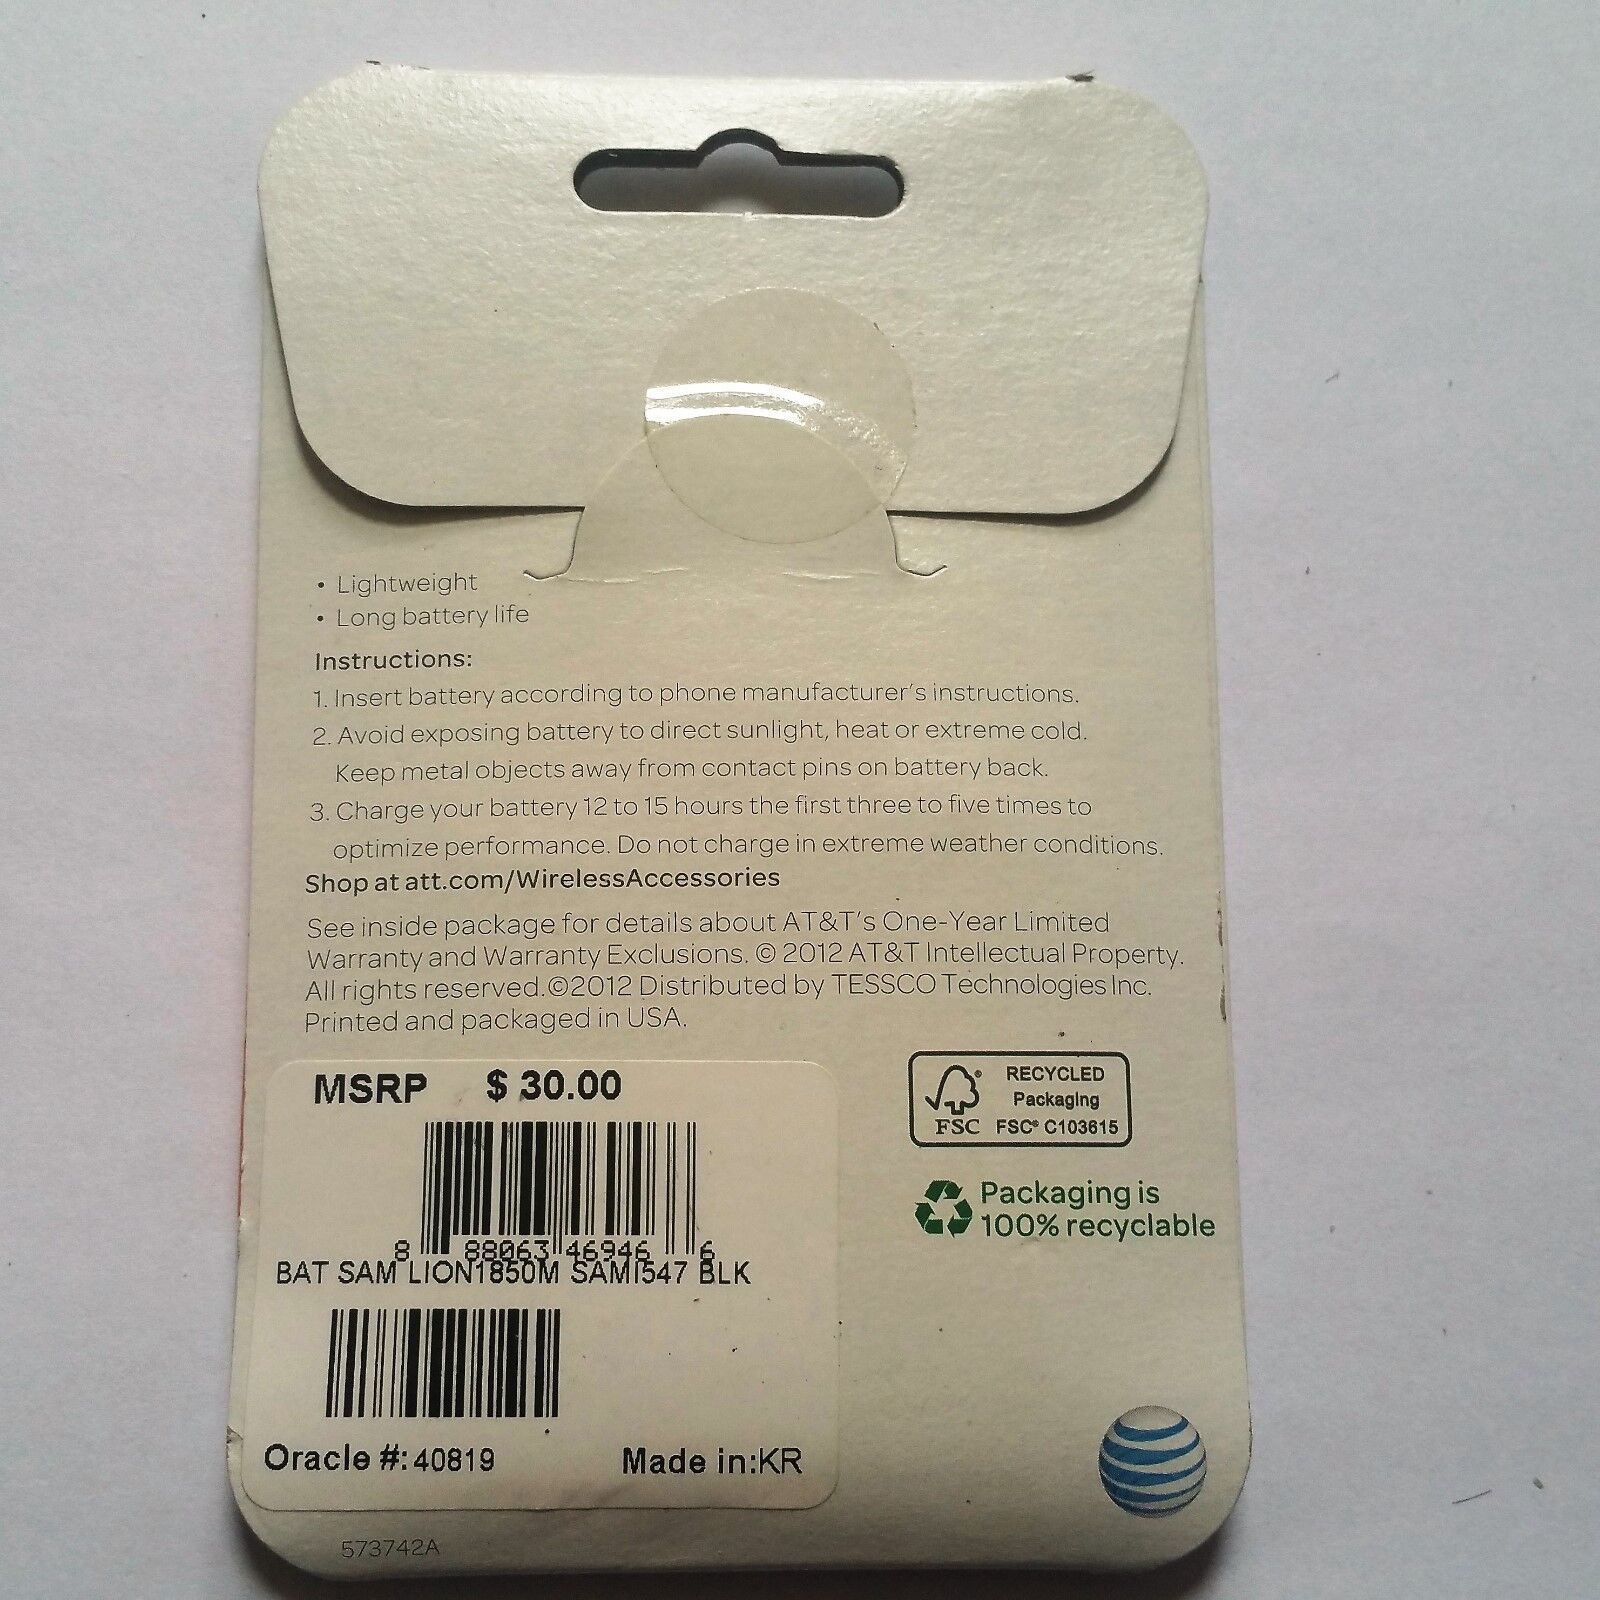 • Lightweight
• Long battery life
Instructions:
1. Insert battery according to phone manufacturer's instructions.
2. Avoid exposing battery to direct sunlight, heat or extreme cold.
Keep metal objects away from contact pins on battery back.
3. Charge your battery 12 to 15 hours the first three to five times to
optimize performance. Do not charge in extreme weather conditions.
Shop at att.com/WirelessAccessories
See inside package for details about AT&T's One-Year Limited
Warranty and Warranty Exclusions. © 2012 AT&T Intellectual Property.
All rights reserved.©2012 Distributed by TESSCO Technologies Inc.
Printed and packaged in USA.
MSRP $ 30.00
8 88063 46946 6
BAT SAM LION1850M SAMI547 BLK
Oracle #: 40819 Made in:KR
573742A
FSC
RECYCLED
Packaging
FSC® C103615
Packaging is
100% recyclable